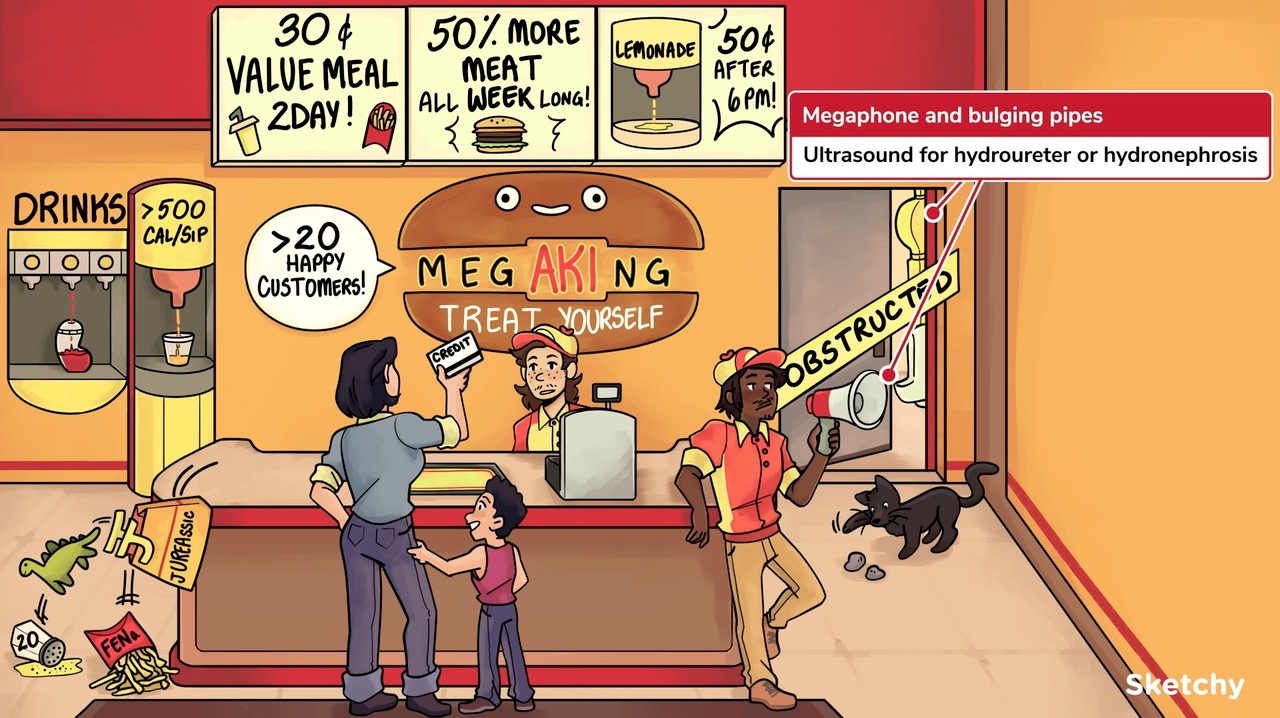 30¢
VALUE MEAL
2DAY!
50% MORE
MEAT
ALL WEEK LONG!
LEMONADE
50¢
AFTER
6PM!
Megaphone and bulging pipes
Ultrasound for hydroureter or hydronephrosis
DRINKS
>500
CAL/SIP
>20
HAPPY
CUSTOMERS!
MEGAKING
TREAT YOURSELF
CREDIT
OBSTRUCTED
JUREASSIC
20
FENa
Sketchy